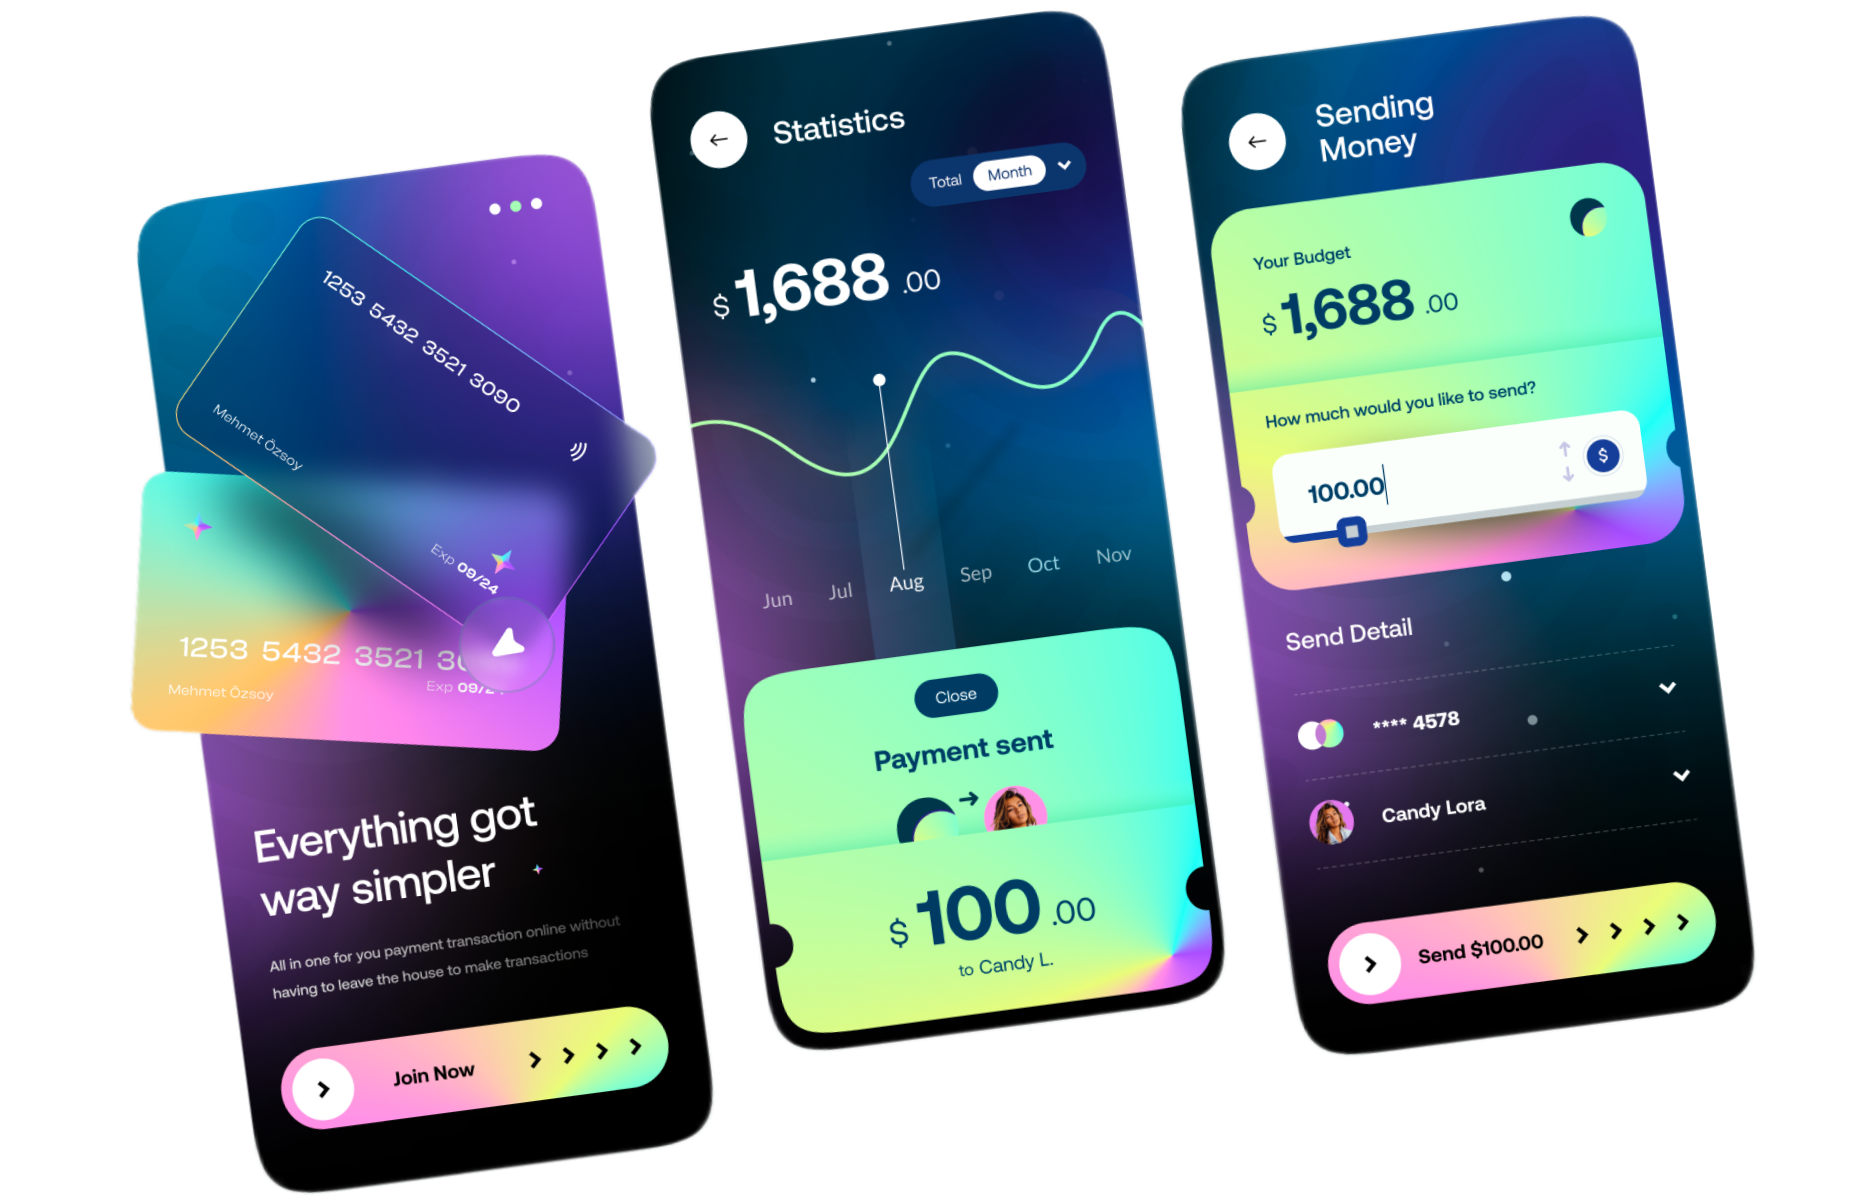 1253 5432 3521 3090
Mehmet Özsoy
Exp 09/24
1253 5432 3521
Mehmet Özsoy
Exp
Everything got
way simpler
All in one for you payment transaction online without
having to leave the house to make transactions
Join Now
Statistics
Total Month
$1,688.00
Jun Jul Aug Sep Oct Nov
Close
Payment sent
$100.00
to Candy L.
Sending
Money
Your Budget
$1,688.00
How much would you like to send?
100.00
$
Send Detail
**** 4578
Candy Lora
Send $100.00